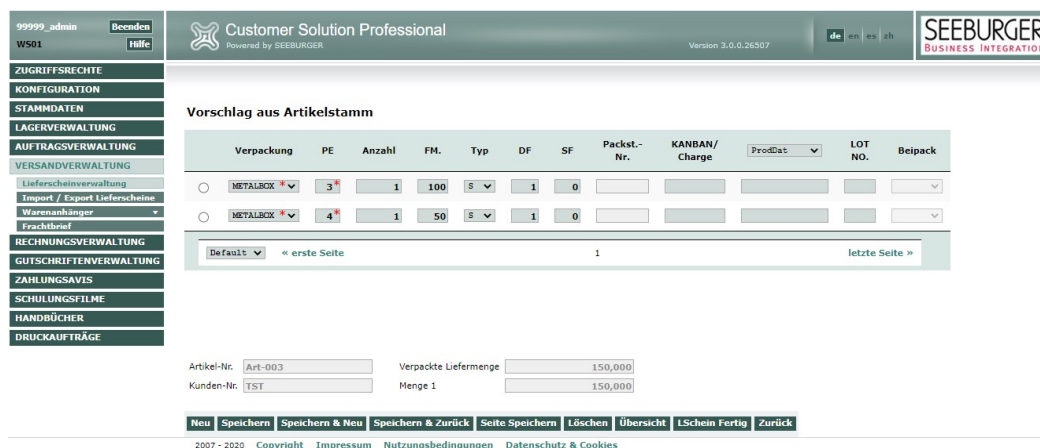 99999_admin Beenden
WS01 Hilfe
Customer Solution Professional
Powered by SEEBURGER
Version 3.0.0.26507
de en es zh
SEEBURGER
BUSINESS INTEGRATION
ZUGRIFFSRECHTE
KONFIGURATION
STAMMDATEN
LAGERVERWALTUNG
AUFTRAGSVERWALTUNG
VERSANDVERWALTUNG
Lieferscheinverwaltung
Import / Export Lieferscheine
Warenanhänger
Frachtbrief
RECHNUNGSVERWALTUNG
GUTSCHRIFTENVERWALTUNG
ZAHLUNGSAVIS
SCHULUNGSFILME
HANDBÜCHER
DRUCKAUFTRÄGE
Vorschlag aus Artikelstamm
Verpackung PE Anzahl FM. Typ DF SF Packst.-Nr. KANBAN/Charge ProdDat LOT NO. Beipack
METALBOX * 3* 1 100 S 1 0
METALBOX * 4* 1 50 S 1 0
Default « erste Seite 1 letzte Seite »
Artikel-Nr. Art-003 Verpackte Liefermenge 150,000
Kunden-Nr. TST Menge 1 150,000
Neu Speichern Speichern & Neu Speichern & Zurück Seite Speichern Löschen Übersicht LSchein Fertig Zurück
2007 - 2020 Copyright Impressum Nutzungsbedingungen Datenschutz & Cookies